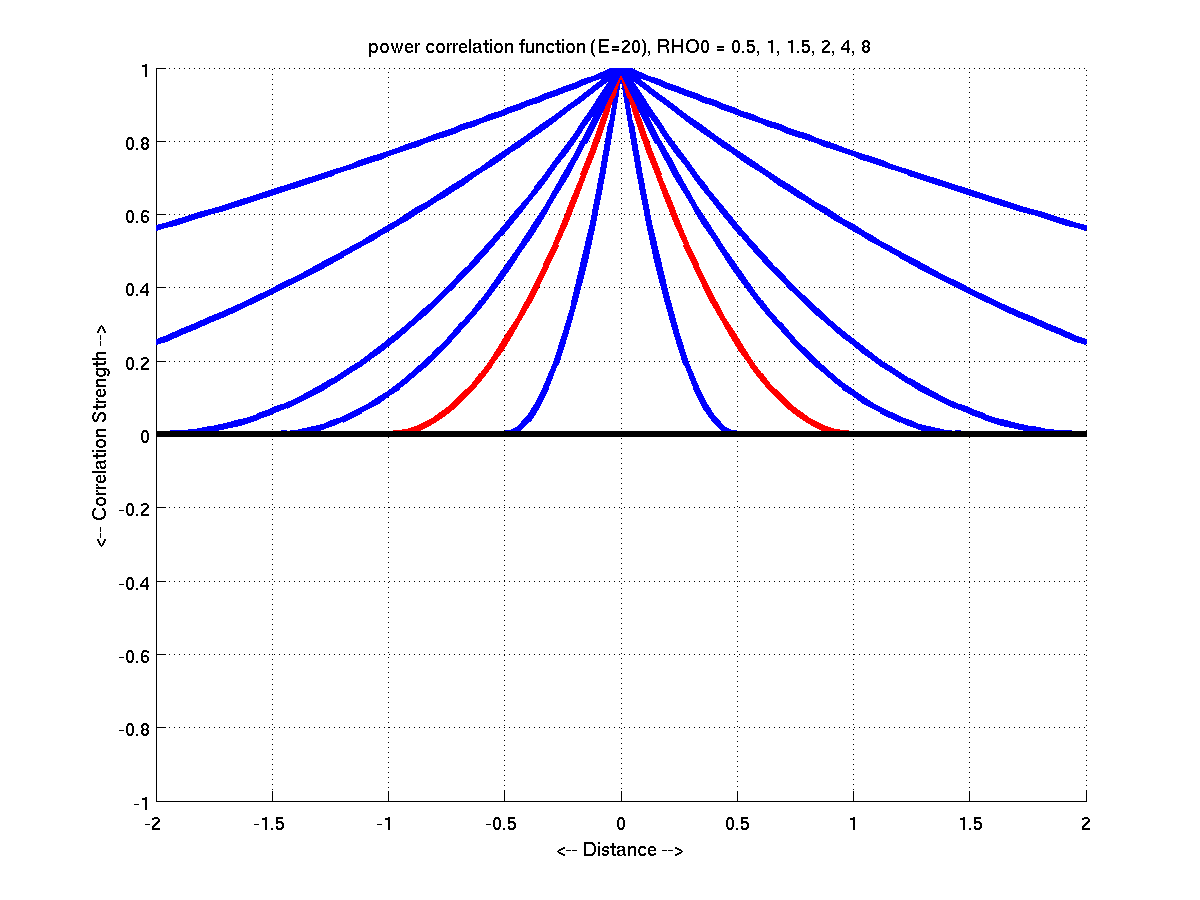 power correlation function (E=20), RHO0 = 0.5, 1, 1.5, 2, 4, 8
1
0.8
0.6
0.4
0.2
0
-0.2
-0.4
-0.6
-0.8
-1
<-- Correlation Strength -->
-2 -1.5 -1 -0.5 0 0.5 1 1.5 2
<-- Distance -->